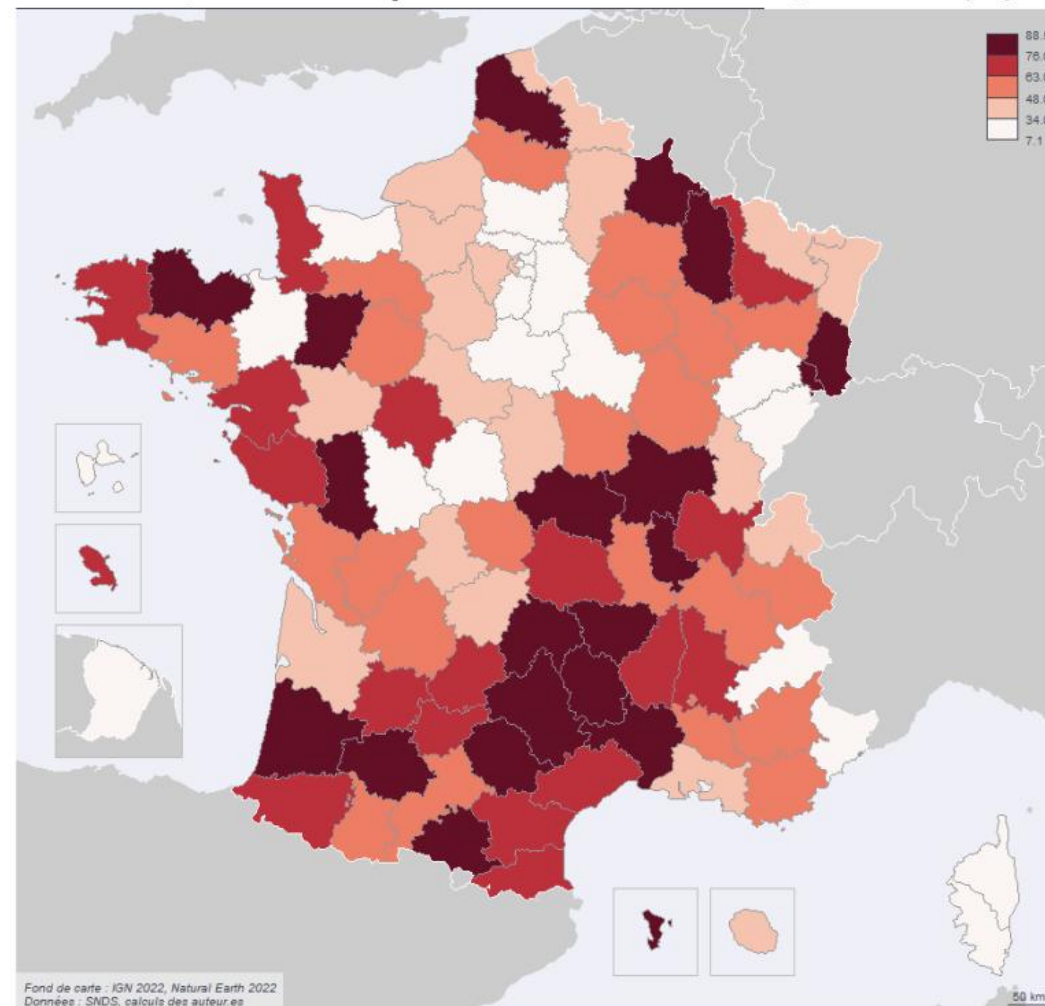 88.
76.
63.
48.
34.
7.1
Fond de carte : IGN 2022, Natural Earth 2022
Données : SNDS, calculs des auteur.es
50 km